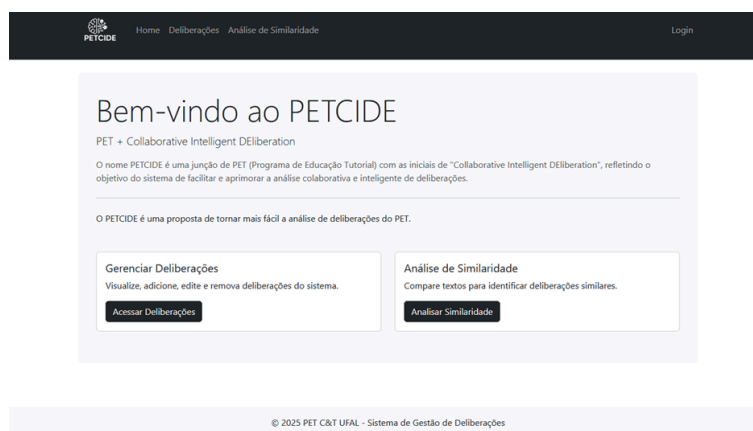 PETCIDE
Home Deliberações Análise de Similaridade Login
Bem-vindo ao PETCIDE
PET + Collaborative Intelligent DEliberation
O nome PETCIDE é uma junção de PET (Programa de Educação Tutorial) com as iniciais de "Collaborative Intelligent DEliberation", refletindo o
objetivo do sistema de facilitar e aprimorar a análise colaborativa e inteligente de deliberações.
O PETCIDE é uma proposta de tornar mais fácil a análise de deliberações do PET.
Gerenciar Deliberações
Visualize, adicione, edite e remova deliberações do sistema.
Acessar Deliberações
Análise de Similaridade
Compare textos para identificar deliberações similares.
Analisar Similaridade
© 2025 PET C&T UFAL - Sistema de Gestão de Deliberações